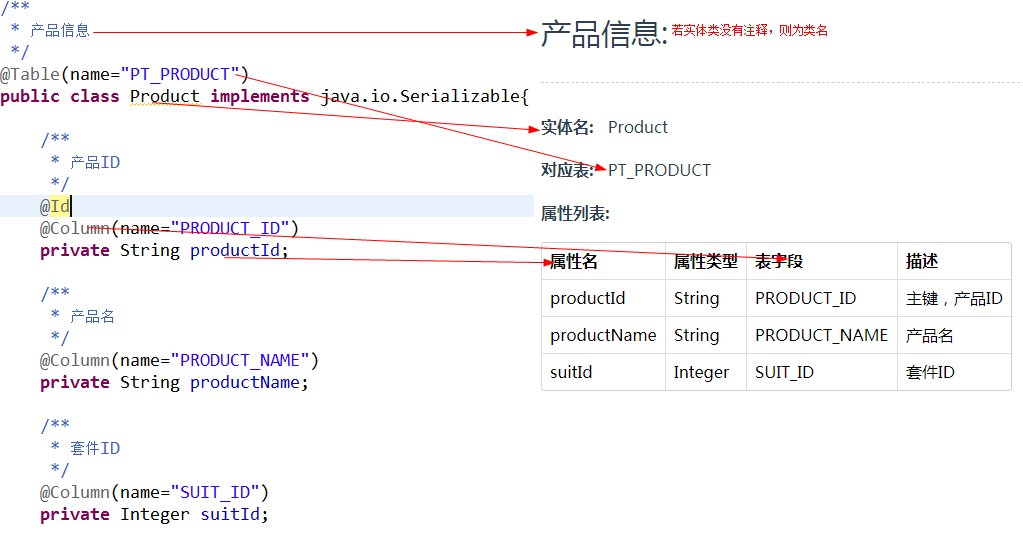 /**
 * 产品信息
 */
@Table(name="PT_PRODUCT")
public class Product implements java.io.Serializable{
/**
 * 产品ID
 */
@Id
@Column(name="PRODUCT_ID")
private String productId;
/**
 * 产品名
 */
@Column(name="PRODUCT_NAME")
private String productName;
/**
 * 套件ID
 */
@Column(name="SUIT_ID")
private Integer suitId;
产品信息: 若实体类没有注释，则为类名
实体名: Product
对应表: PT_PRODUCT
属性列表:
属性名 属性类型 表字段 描述
productId String PRODUCT_ID 主键，产品ID
productName String PRODUCT_NAME 产品名
suitId Integer SUIT_ID 套件ID